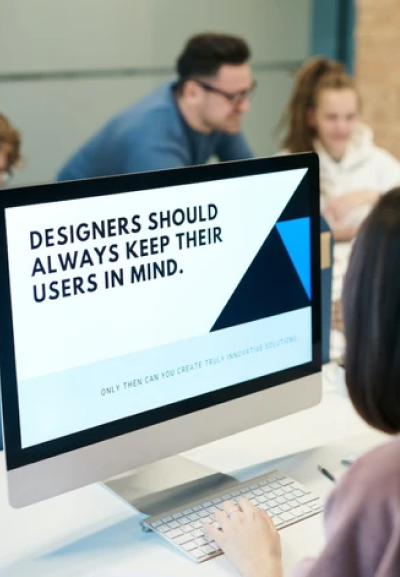 DESIGNERS SHOULD
ALWAYS KEEP THEIR
USERS IN MIND.
ONLY THEN CAN YOU CREATE TRULY INNOVATIVE SOLUTIONS.